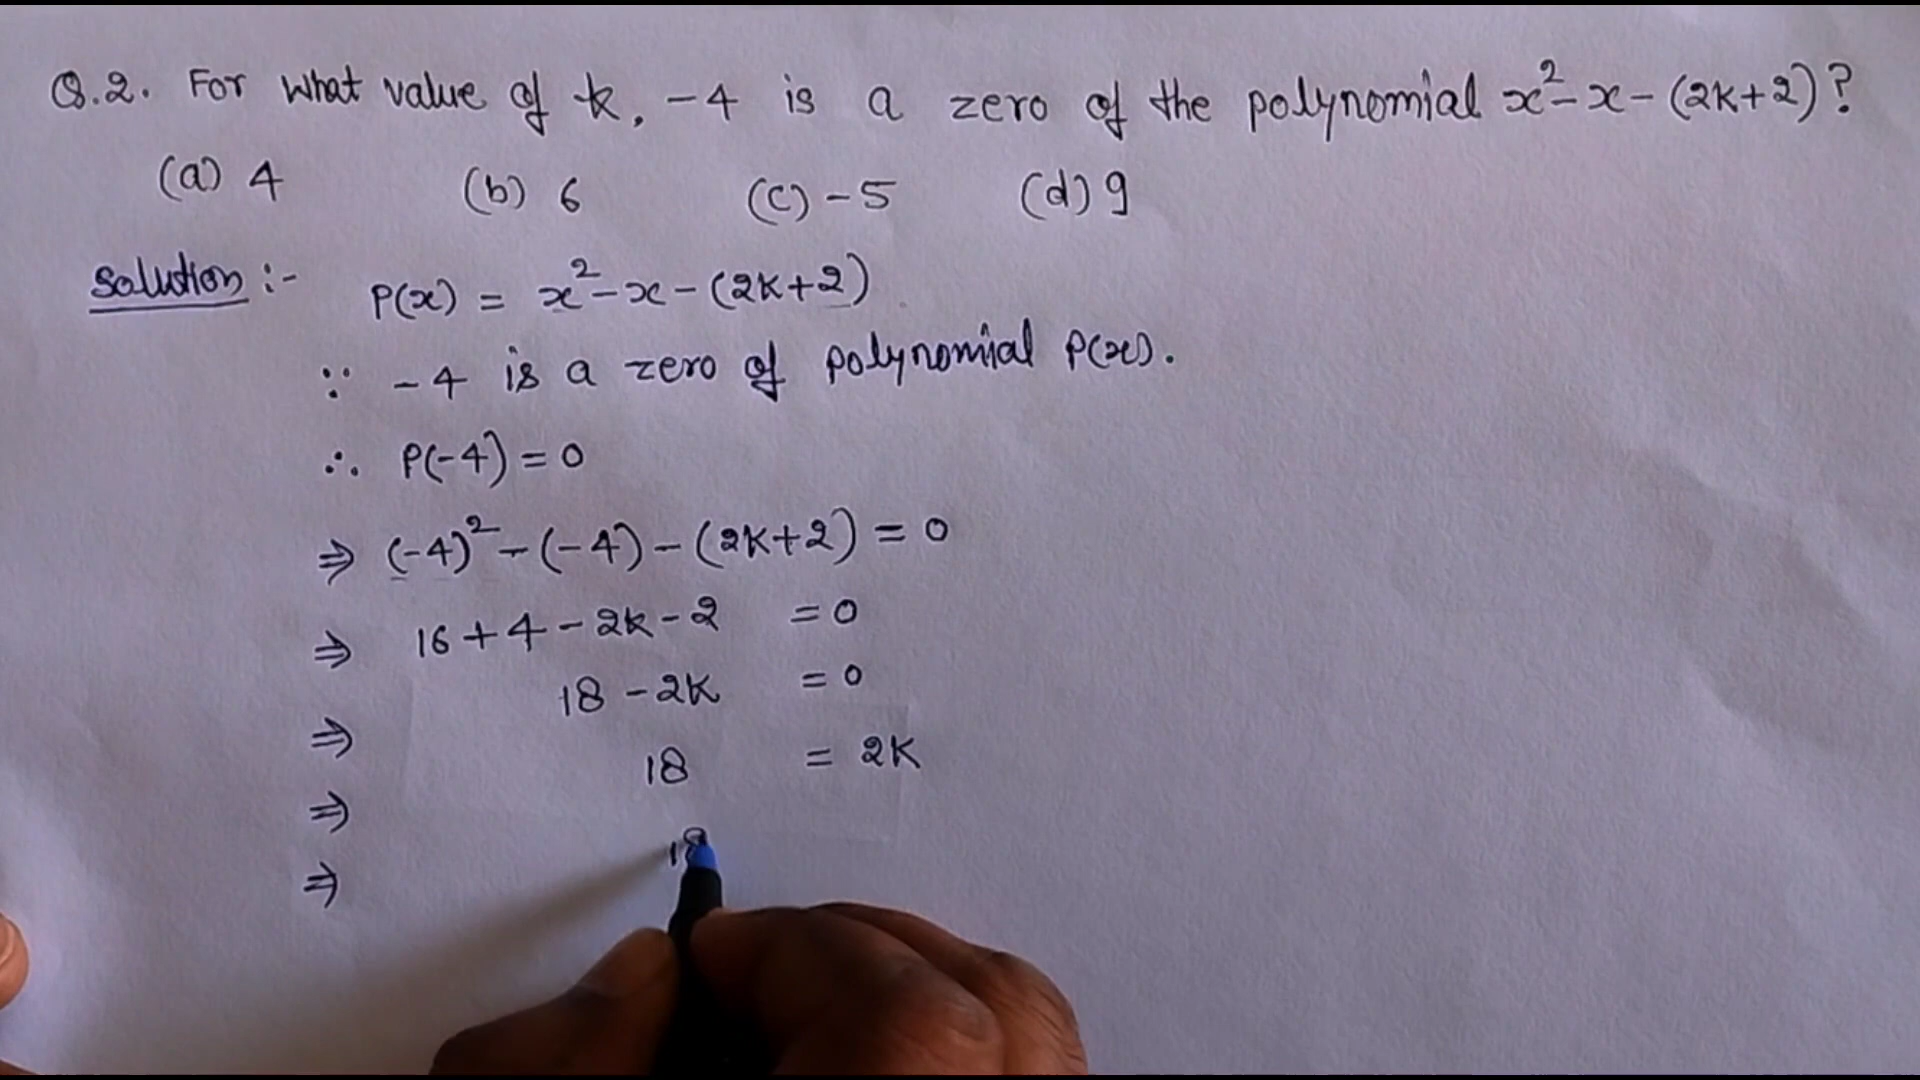 Q.2. For what value of k, -4 is a zero of the polynomial x²-x-(2k+2)?
(a) 4 (b) 6 (c) -5 (d) 9
Solution :- P(x) = x²-x-(2k+2)
∵ -4 is a zero of polynomial P(x).
∴ P(-4) = 0
⇒ (-4)²-(-4)-(2k+2) = 0
⇒ 16+4-2k-2 = 0
⇒ 18-2k = 0
⇒ 18 = 2k
⇒ 18